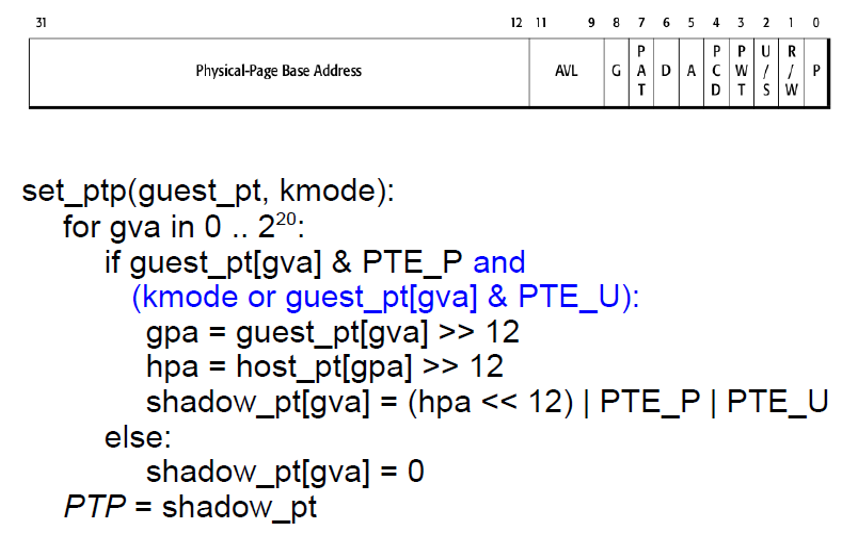 31 12 11 9 8 7 6 5 4 3 2 1 0
Physical-Page Base Address AVL G PAT D A PCD PWT U/S R/W P
set_ptp(guest_pt, kmode):
for gva in 0 .. 2²⁰:
if guest_pt[gva] & PTE_P and
(kmode or guest_pt[gva] & PTE_U):
gpa = guest_pt[gva] >> 12
hpa = host_pt[gpa] >> 12
shadow_pt[gva] = (hpa << 12) | PTE_P | PTE_U
else:
shadow_pt[gva] = 0
PTP = shadow_pt